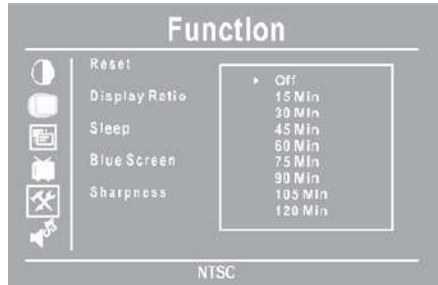 Function
Reset
Display Ratio
Sleep
Blue Screen
Sharpness
Off
15 Min
30 Min
45 Min
60 Min
75 Min
90 Min
105 Min
120 Min
NTSC